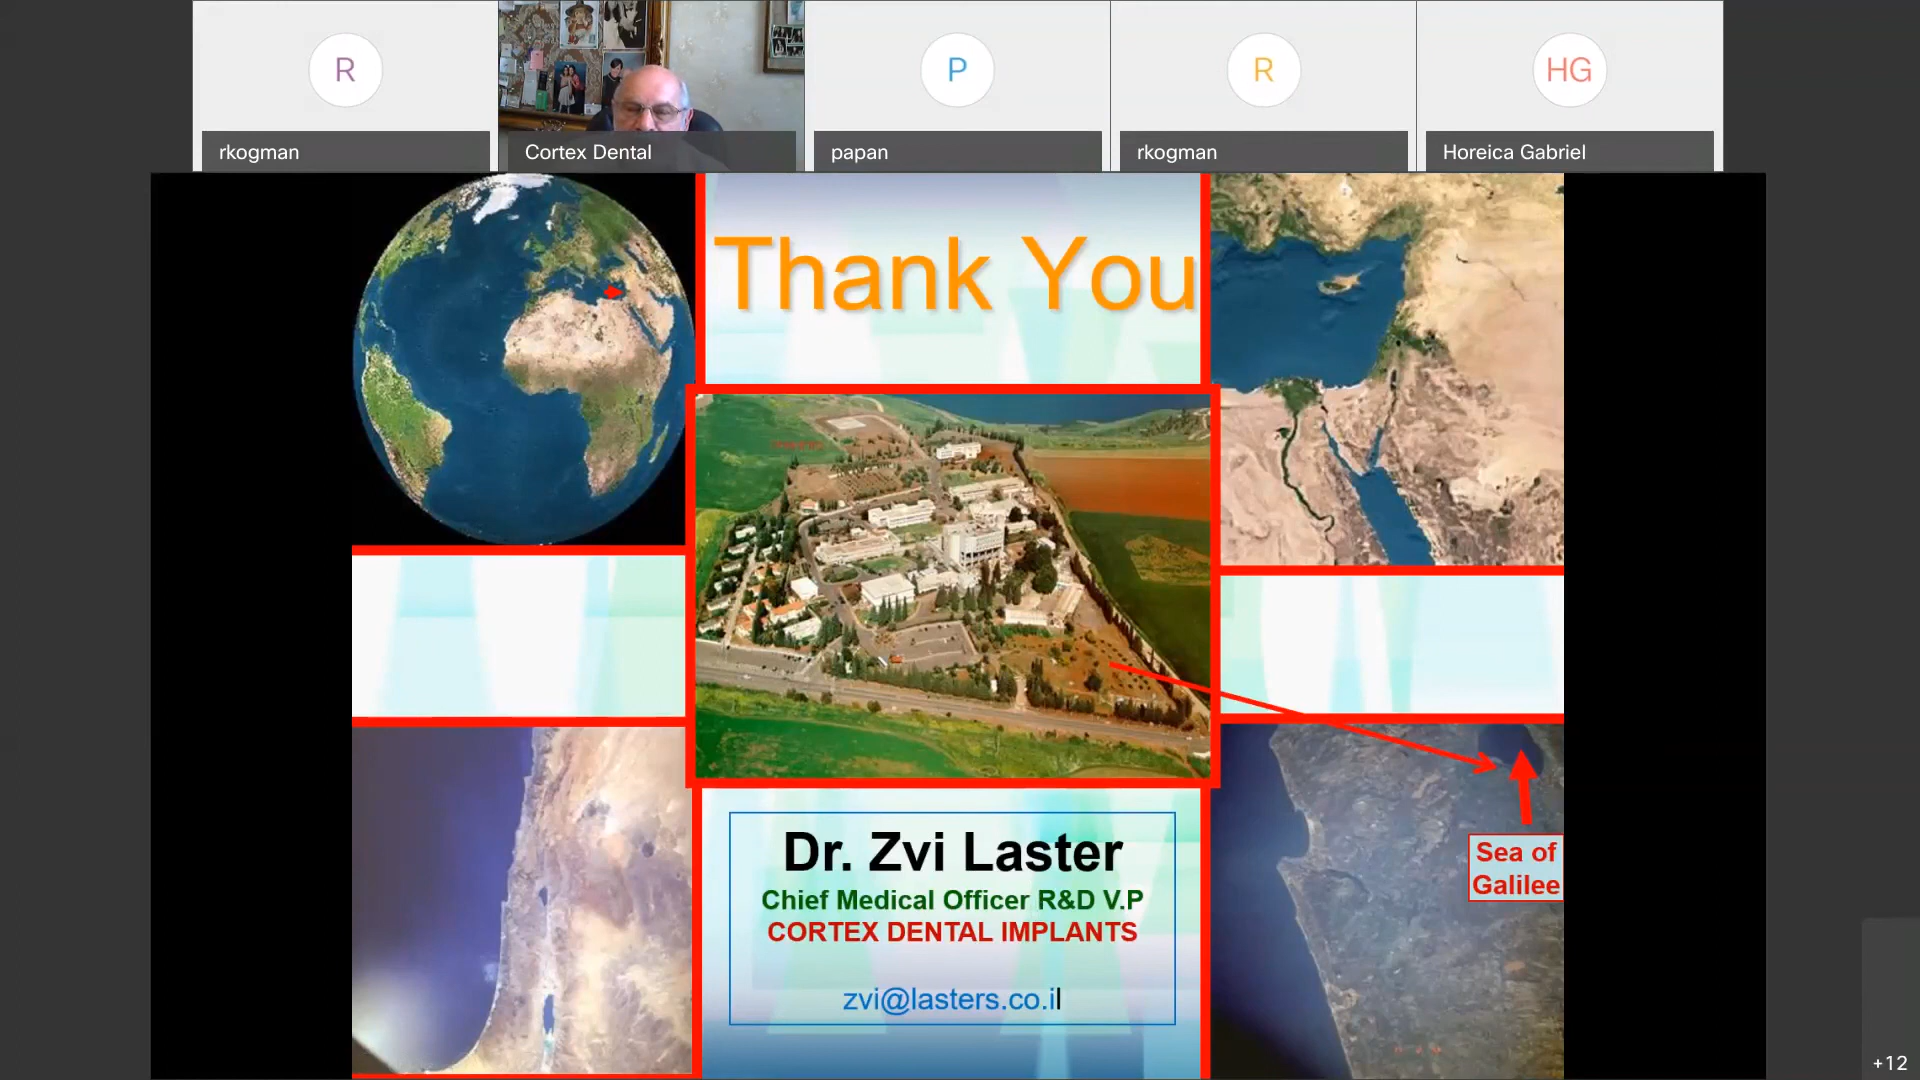 R
P
R
HG
rkogman
Cortex Dental
papan
rkogman
Horeica Gabriel
Thank You
Sea of
Galilee
Dr. Zvi Laster
Chief Medical Officer R&D V.P
CORTEX DENTAL IMPLANTS
zvi@lasters.co.il
+12